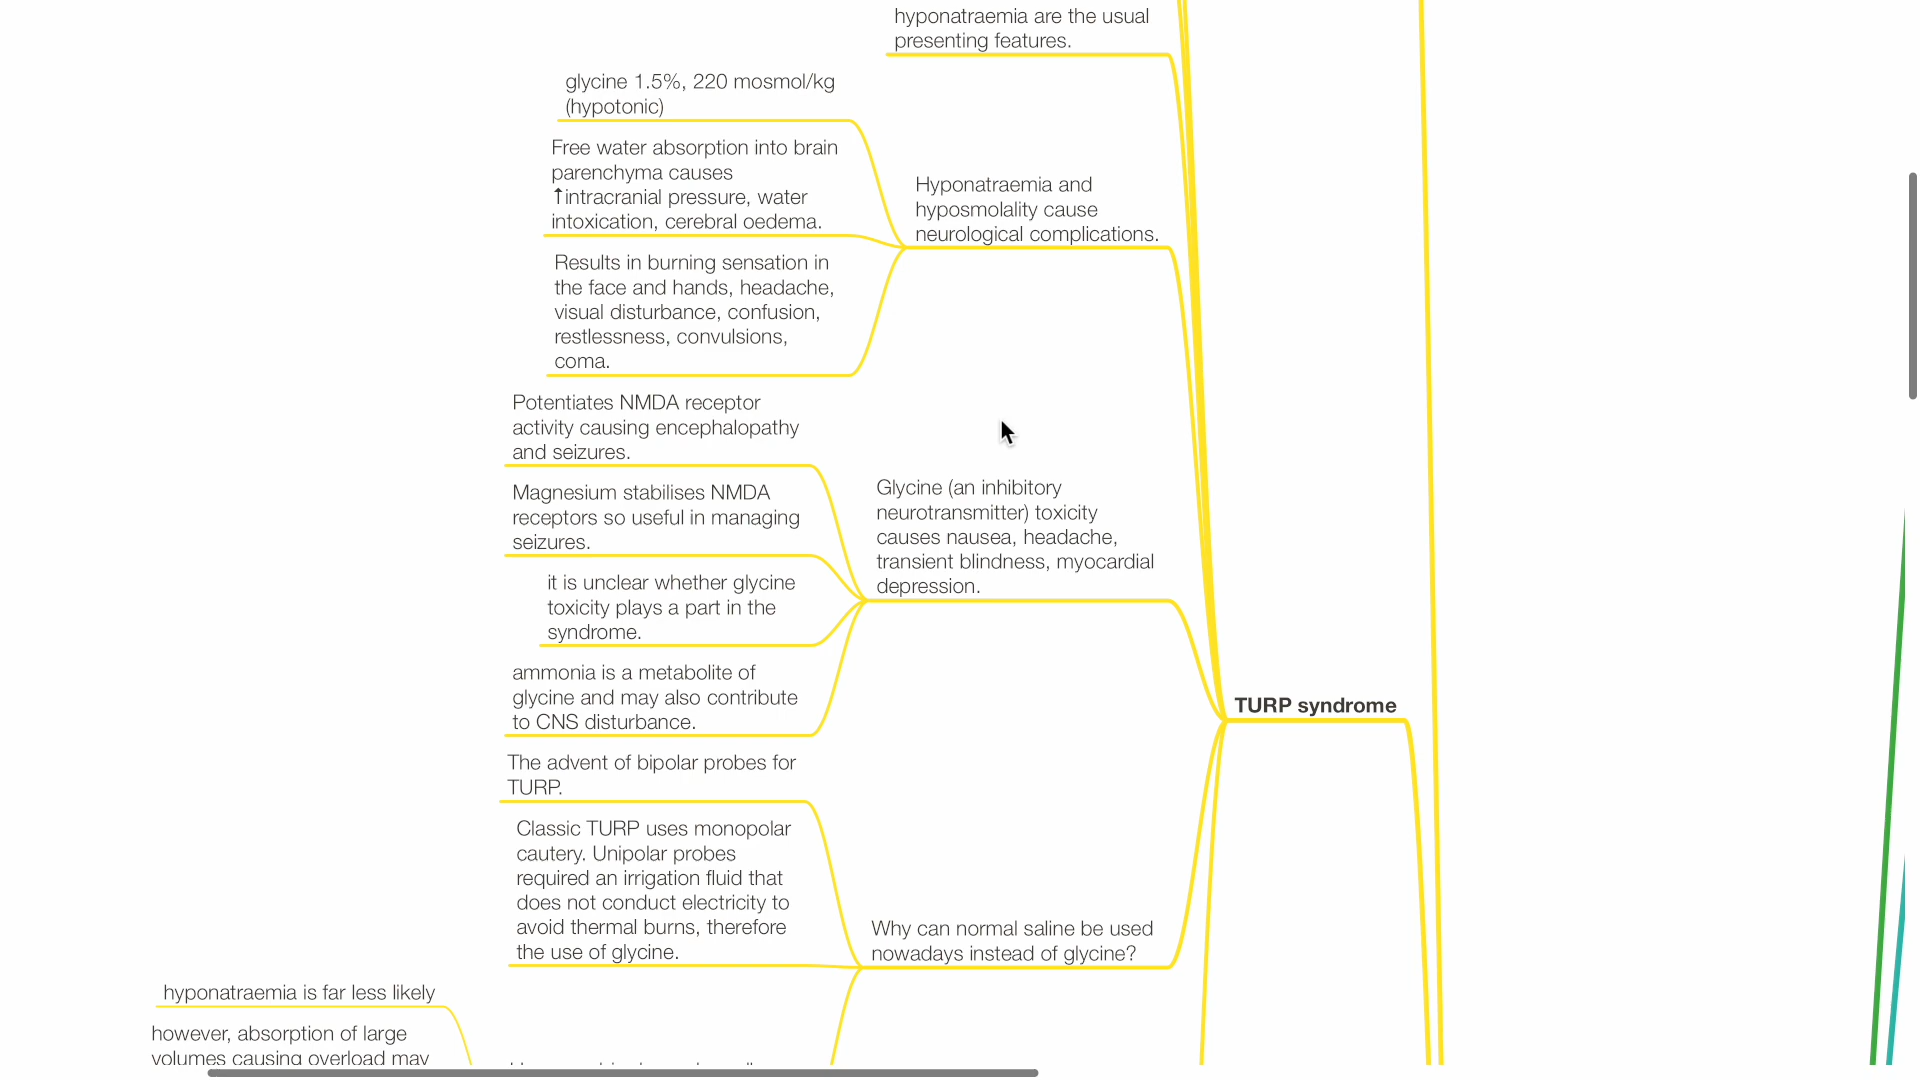 hyponatraemia are the usual
presenting features.
glycine 1.5%, 220 mosmol/kg
(hypotonic)
Free water absorption into brain
parenchyma causes
↑intracranial pressure, water
intoxication, cerebral oedema.
Hyponatraemia and
hyposmolality cause
neurological complications.
Results in burning sensation in
the face and hands, headache,
visual disturbance, confusion,
restlessness, convulsions,
coma.
Potentiates NMDA receptor
activity causing encephalopathy
and seizures.
Magnesium stabilises NMDA
receptors so useful in managing
seizures.
Glycine (an inhibitory
neurotransmitter) toxicity
causes nausea, headache,
transient blindness, myocardial
depression.
it is unclear whether glycine
toxicity plays a part in the
syndrome.
ammonia is a metabolite of
glycine and may also contribute
to CNS disturbance.
TURP syndrome
The advent of bipolar probes for
TURP.
Classic TURP uses monopolar
cautery. Unipolar probes
required an irrigation fluid that
does not conduct electricity to
avoid thermal burns, therefore
the use of glycine.
Why can normal saline be used
nowadays instead of glycine?
hyponatraemia is far less likely
however, absorption of large
volumes causing overload may